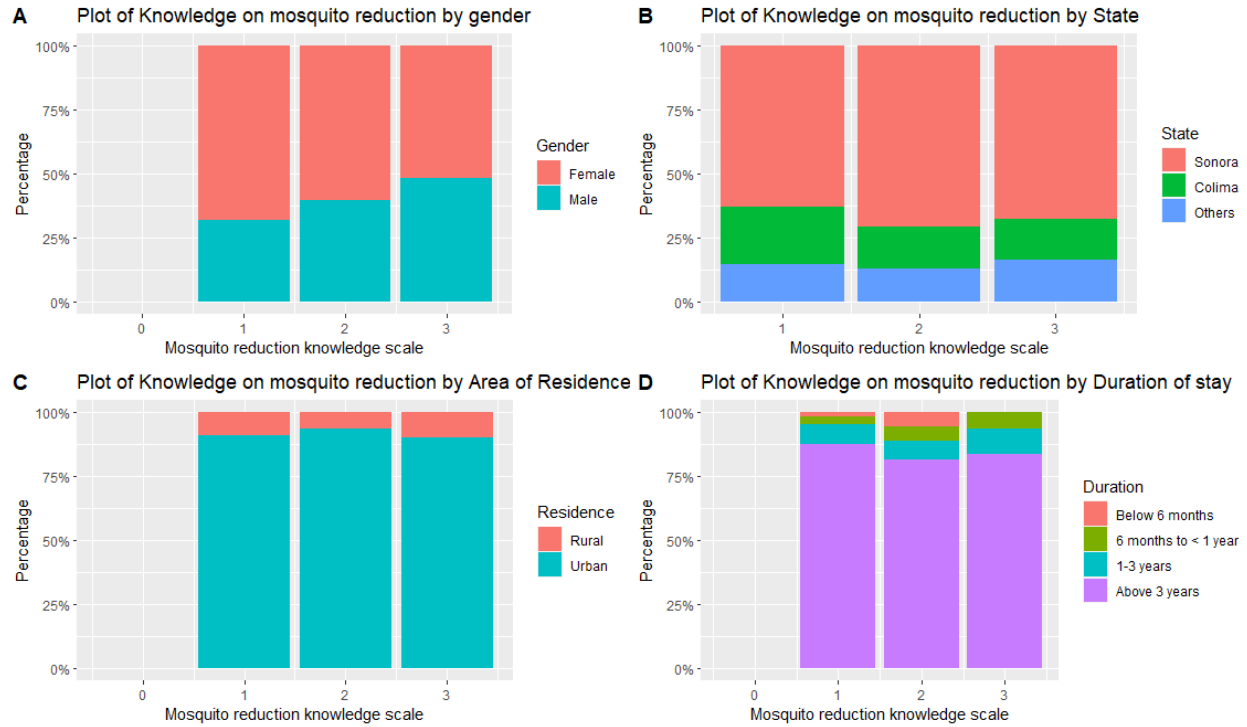 A Plot of Knowledge on mosquito reduction by gender
100%
75%
50%
25%
0%
Percentage
0 1 2 3
Mosquito reduction knowledge scale
Gender
Female
Male
B Plot of Knowledge on mosquito reduction by State
100%
75%
50%
25%
0%
Percentage
1 2 3
Mosquito reduction knowledge scale
State
Sonora
Colima
Others
C Plot of Knowledge on mosquito reduction by Area of Residence
100%
75%
50%
25%
0%
Percentage
0 1 2 3
Mosquito reduction knowledge scale
Residence
Rural
Urban
D Plot of Knowledge on mosquito reduction by Duration of stay
100%
75%
50%
25%
0%
Percentage
0 1 2 3
Mosquito reduction knowledge scale
Duration
Below 6 months
6 months to < 1 year
1-3 years
Above 3 years